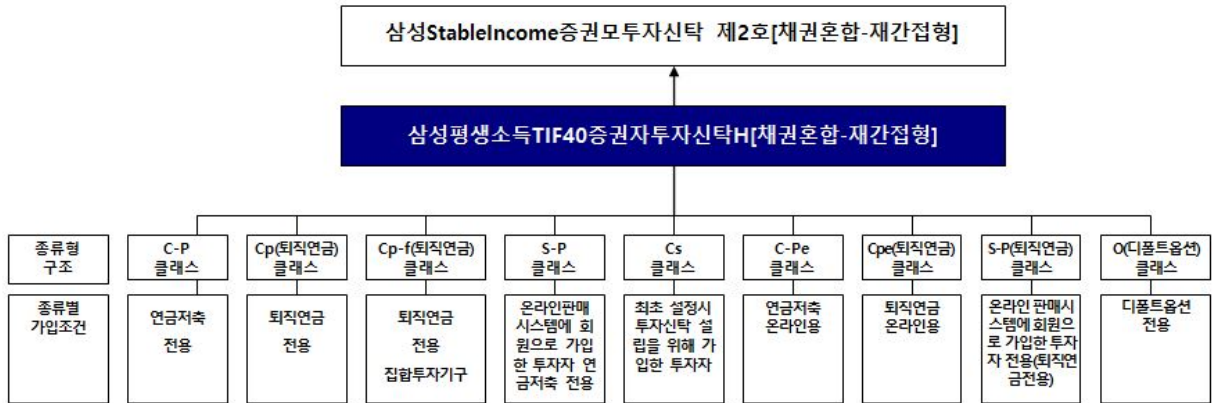 삼성StableIncome증권모투자신탁 제2호[채권혼합-재간접형]
삼성평생소득TIF40증권자투자신탁H[채권혼합-재간접형]
종류형
구조
C-P
클래스
Cp(퇴직연금)
클래스
Cp-f(퇴직연금)
클래스
S-P
클래스
Cs
클래스
C-Pe
클래스
Cpe(퇴직연금)
클래스
S-P(퇴직연금)
클래스
O(디폴트옵션)
클래스
종류별
가입조건
연금저축
전용
퇴직연금
전용
퇴직연금
전용
집합투자기구
온라인판매
시스템에 회
원으로 가입
한 투자자 연
금저축 전용
최초 설정시
투자신탁 설
립을 위해 가
입한 투자자
연금저축
온라인용
퇴직연금
온라인용
온라인 판매시
스템에 회원으
로 가입한 투자
자 전용(퇴직연
금전용)
디폴트옵션
전용